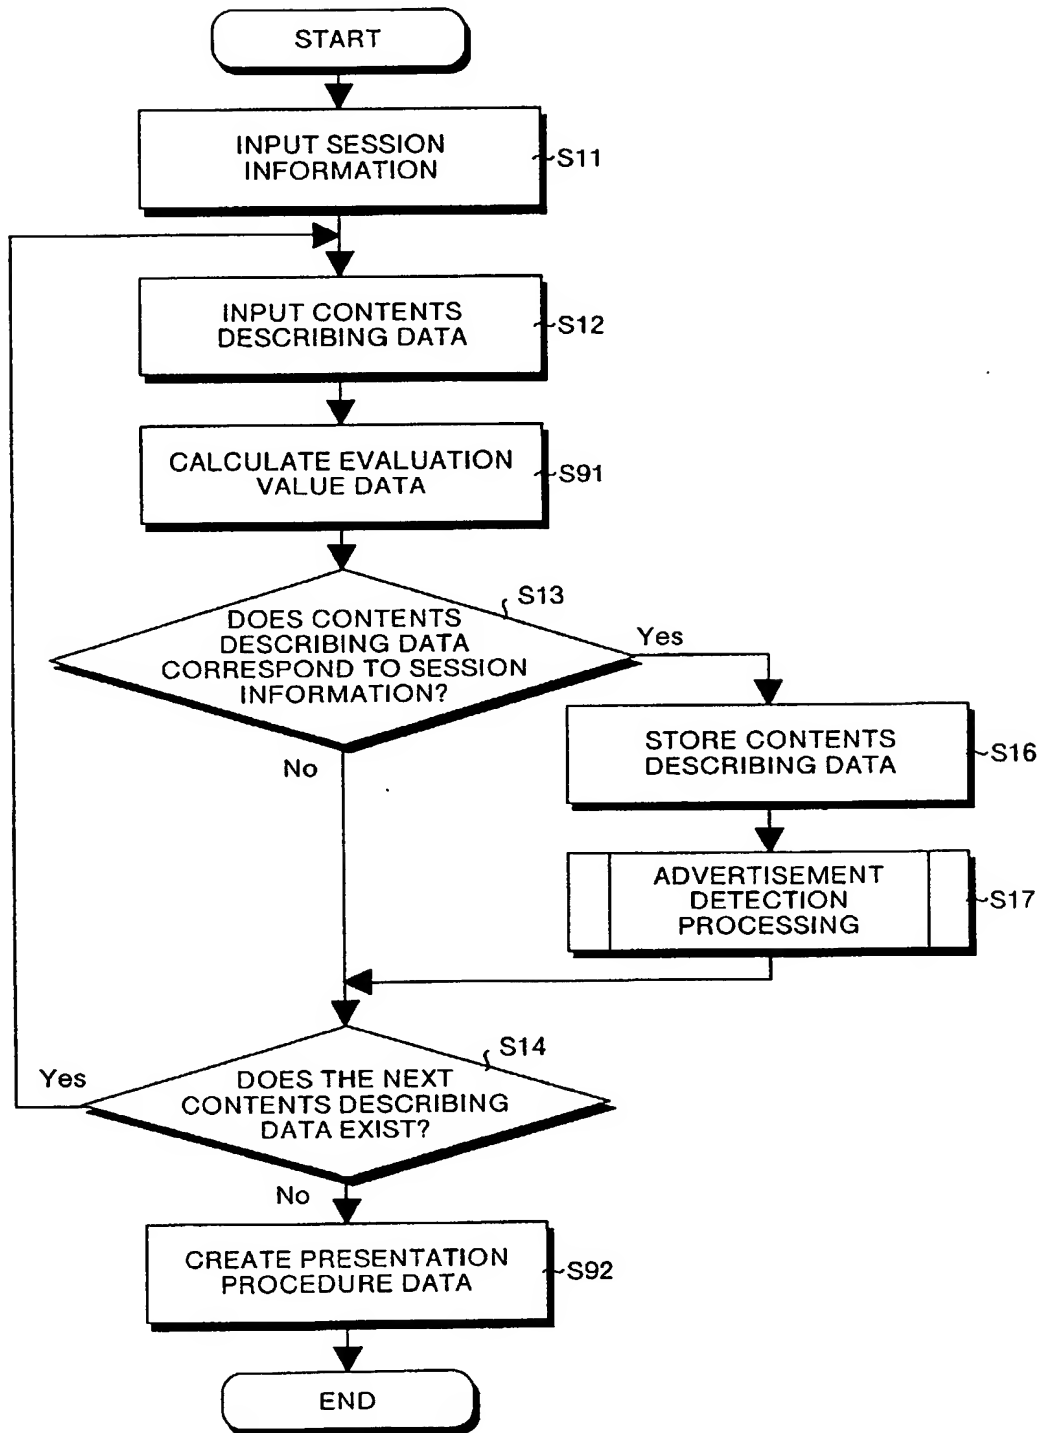 START
INPUT SESSION
INFORMATION
S11
INPUT CONTENTS
DESCRIBING DATA
S12
CALCULATE EVALUATION
VALUE DATA
S91
S13
DOES CONTENTS
DESCRIBING DATA
CORRESPOND TO SESSION
INFORMATION?
Yes
No
STORE CONTENTS
DESCRIBING DATA
S16
ADVERTISEMENT
DETECTION
PROCESSING
S17
S14
Yes
DOES THE NEXT
CONTENTS DESCRIBING
DATA EXIST?
No
CREATE PRESENTATION
PROCEDURE DATA
S92
END